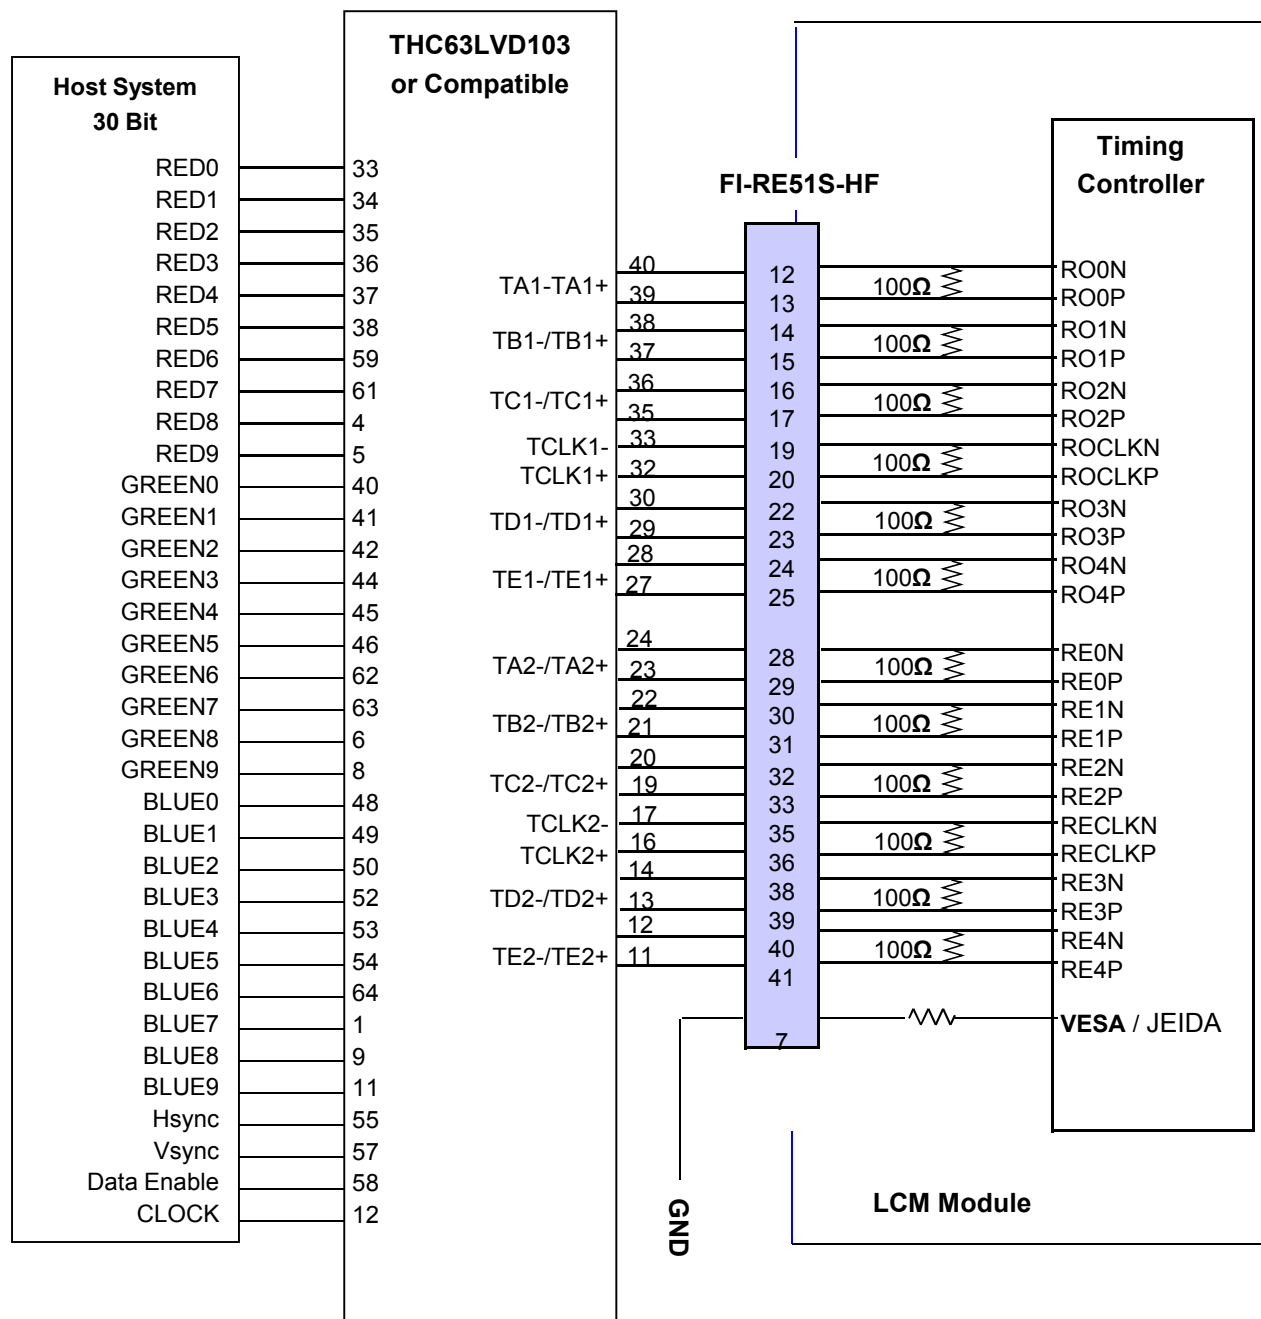 THC63LVD103
or Compatible
Host System
30 Bit
RED0
RED1
RED2
RED3
RED4
RED5
RED6
RED7
RED8
RED9
GREEN0
GREEN1
GREEN2
GREEN3
GREEN4
GREEN5
GREEN6
GREEN7
GREEN8
GREEN9
BLUE0
BLUE1
BLUE2
BLUE3
BLUE4
BLUE5
BLUE6
BLUE7
BLUE8
BLUE9
Hsync
Vsync
Data Enable
CLOCK
33
34
35
36
37
38
59
61
4
5
40
41
42
44
45
46
62
63
6
8
48
49
50
52
53
54
64
1
9
11
55
57
58
12
TA1-TA1+
TB1-/TB1+
TC1-/TC1+
TCLK1-
TCLK1+
TD1-/TD1+
TE1-/TE1+
TA2-/TA2+
TB2-/TB2+
TC2-/TC2+
TCLK2-
TCLK2+
TD2-/TD2+
TE2-/TE2+
40
39
38
37
36
35
33
32
30
29
28
27
24
23
22
21
20
19
17
16
14
13
12
11
FI-RE51S-HF
12
13
14
15
16
17
19
20
22
23
24
25
28
29
30
31
32
33
35
36
38
39
40
41
7
100Ω
100Ω
100Ω
100Ω
100Ω
100Ω
100Ω
100Ω
100Ω
100Ω
100Ω
100Ω
Timing
Controller
RO0N
RO0P
RO1N
RO1P
RO2N
RO2P
ROCLKN
ROCLKP
RO3N
RO3P
RO4N
RO4P
RE0N
RE0P
RE1N
RE1P
RE2N
RE2P
RECLKN
RECLKP
RE3N
RE3P
RE4N
RE4P
VESA / JEIDA
GND
LCM Module